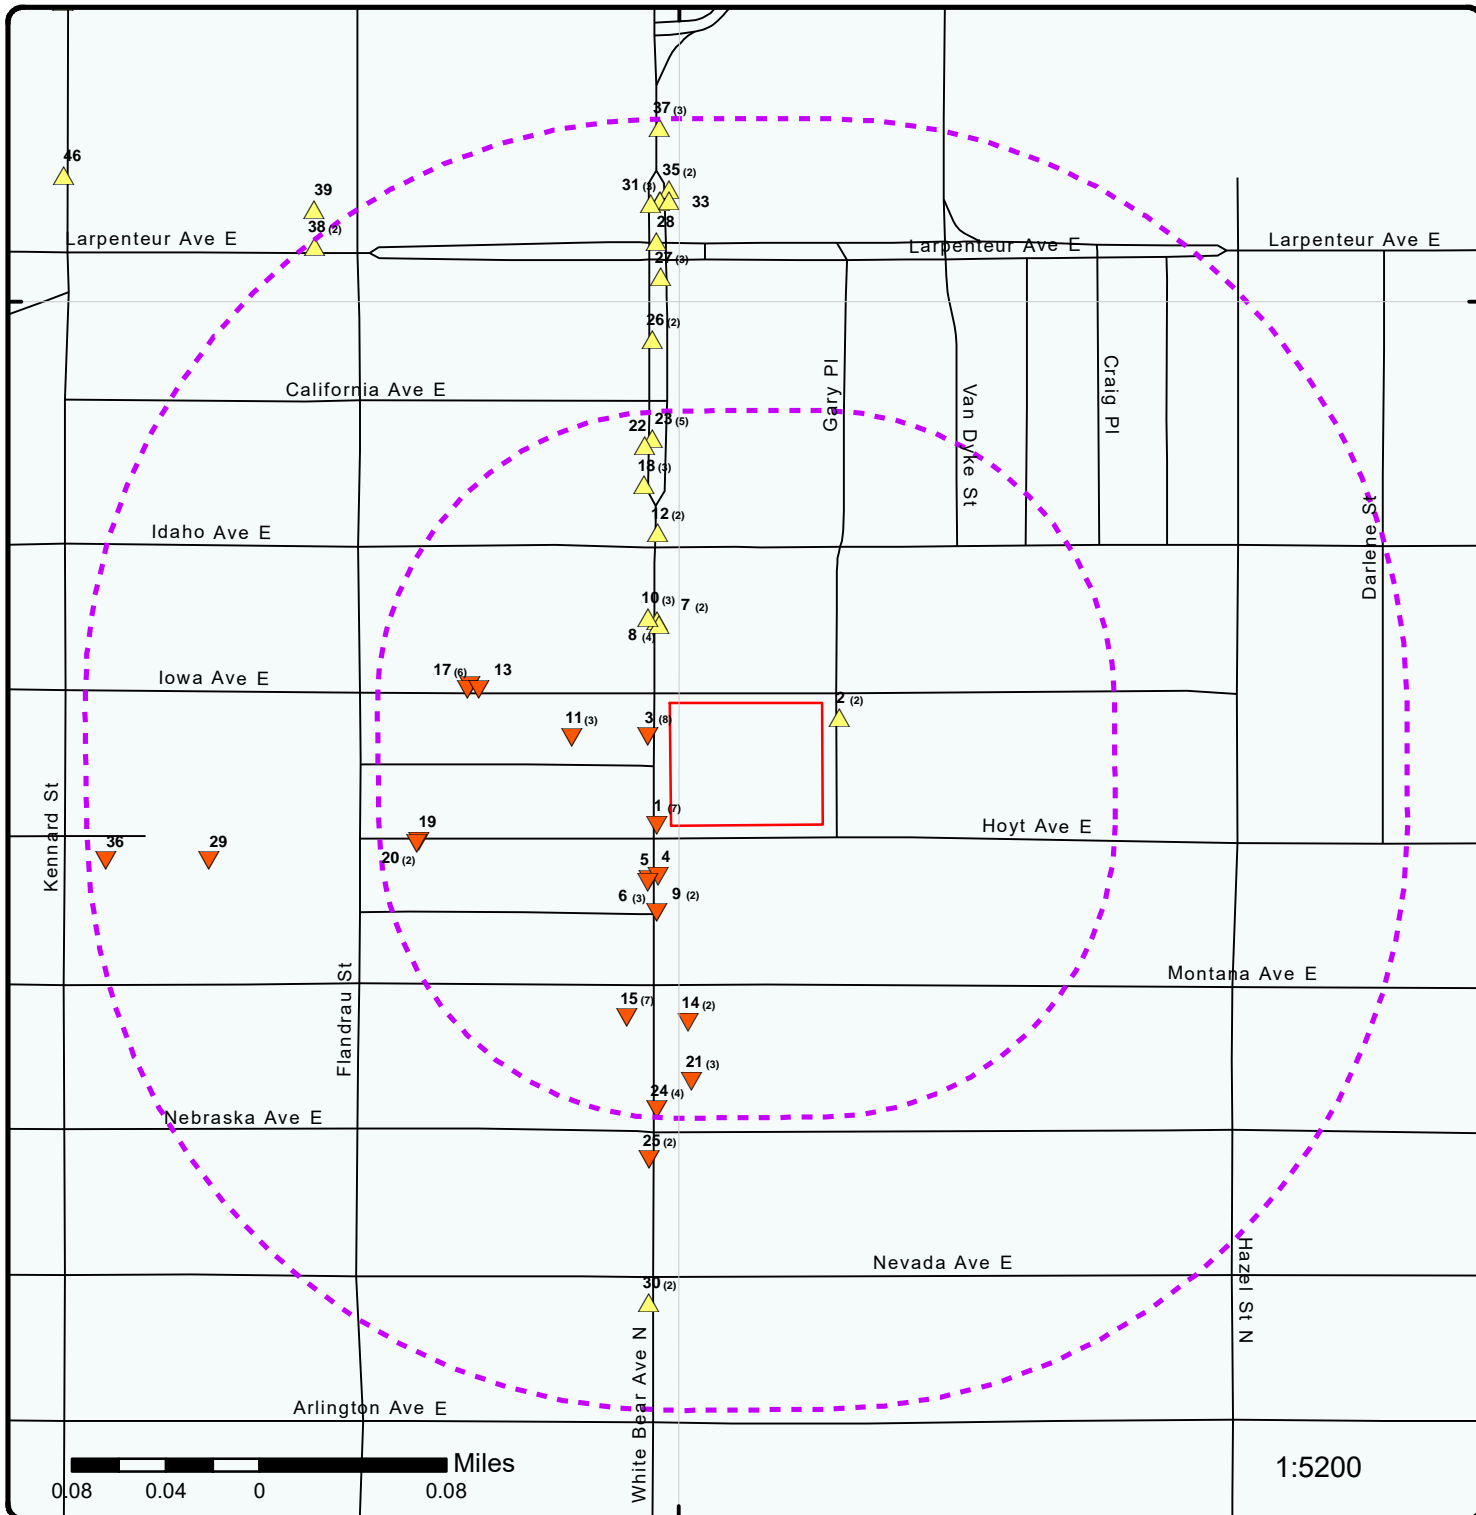 37 (3)
46
35 (2)
31 (3)
39
33
38 (2)
28
Larpenteur Ave E
Larpenteur Ave E
Larpenteur Ave E
27 (3)
26 (2)
California Ave E
Gary Pl
Van Dyke St
Craig Pl
22
23 (5)
18 (3)
12 (2)
Idaho Ave E
Darlene St
10 (3)
7 (2)
8 (4)
17 (6)
13
Iowa Ave E
2 (2)
11 (3)
3 (8)
1 (7)
19
Hoyt Ave E
Kennard St
36
29
20 (2)
5
4
6 (3)
9 (2)
Montana Ave E
Flandrau St
15 (7)
14 (2)
21 (3)
24 (4)
Nebraska Ave E
25 (2)
Nevada Ave E
Hazel St N
30 (2)
White Bear Ave N
Arlington Ave E
Miles
1:5200
0.08
0.04
0
0.08